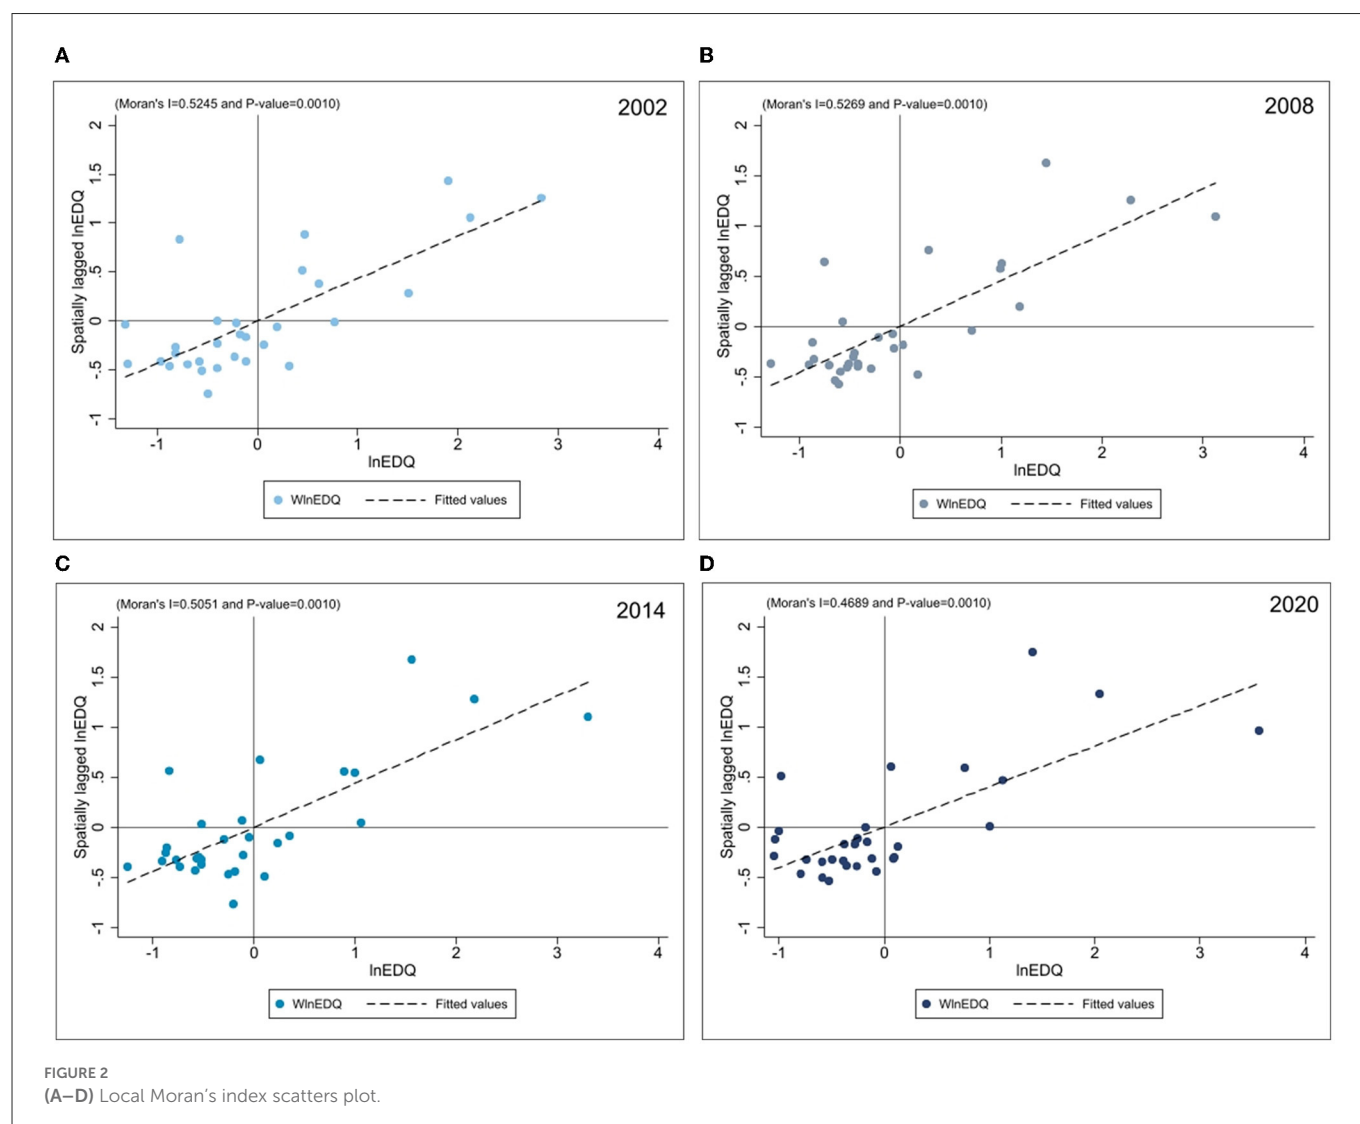 A
(Moran's I=0.5245 and P-value=0.0010)
2002
Spatially lagged lnEDQ
2
1.5
1
.5
0
-.5
-1
-1 0 1 2 3 4
lnEDQ
WlnEDQ Fitted values
B
(Moran's I=0.5269 and P-value=0.0010)
2008
Spatially lagged lnEDQ
2
1.5
1
.5
0
-.5
-1
-1 0 1 2 3 4
lnEDQ
WlnEDQ Fitted values
C
(Moran's I=0.5051 and P-value=0.0010)
2014
Spatially lagged lnEDQ
2
1.5
1
.5
0
-.5
-1
-1 0 1 2 3 4
lnEDQ
WlnEDQ Fitted values
D
(Moran's I=0.4689 and P-value=0.0010)
2020
Spatially lagged lnEDQ
2
1.5
1
.5
0
-.5
-1
-1 0 1 2 3 4
lnEDQ
WlnEDQ Fitted values
FIGURE 2
(A–D) Local Moran's index scatters plot.